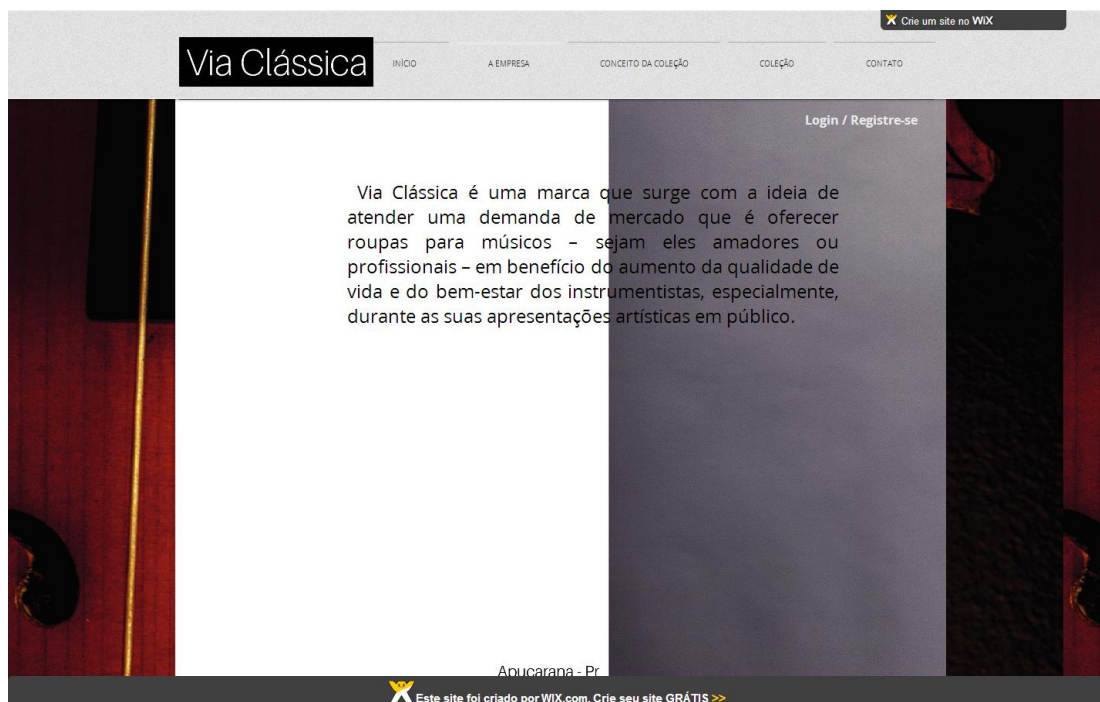 Crie um site no WiX
Via Clássica
INÍCIO
A EMPRESA
CONCEITO DA COLEÇÃO
COLEÇÃO
CONTATO
Login / Registre-se
Via Clássica é uma marca que surge com a ideia de
atender uma demanda de mercado que é oferecer
roupas para músicos – sejam eles amadores ou
profissionais – em benefício do aumento da qualidade de
vida e do bem-estar dos instrumentistas, especialmente,
durante as suas apresentações artísticas em público.
Apucarana - Pr
Este site foi criado por WIX.com. Crie seu site GRÁTIS >>